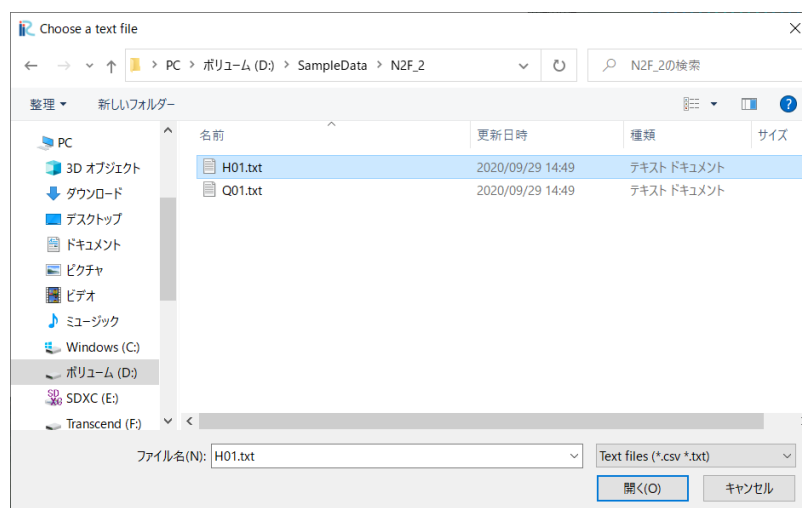 Choose a text file
PC > ボリューム (D:) > SampleData > N2F_2
N2F_2の検索
整理
新しいフォルダー
名前 更新日時 種類 サイズ
H01.txt 2020/09/29 14:49 テキスト ドキュメント
Q01.txt 2020/09/29 14:49 テキスト ドキュメント
PC
3D オブジェクト
ダウンロード
デスクトップ
ドキュメント
ピクチャ
ビデオ
ミュージック
Windows (C:)
ボリューム (D:)
SDXC (E:)
Transcend (F:)
ファイル名(N): H01.txt
Text files (*.csv *.txt)
開く(O) キャンセル